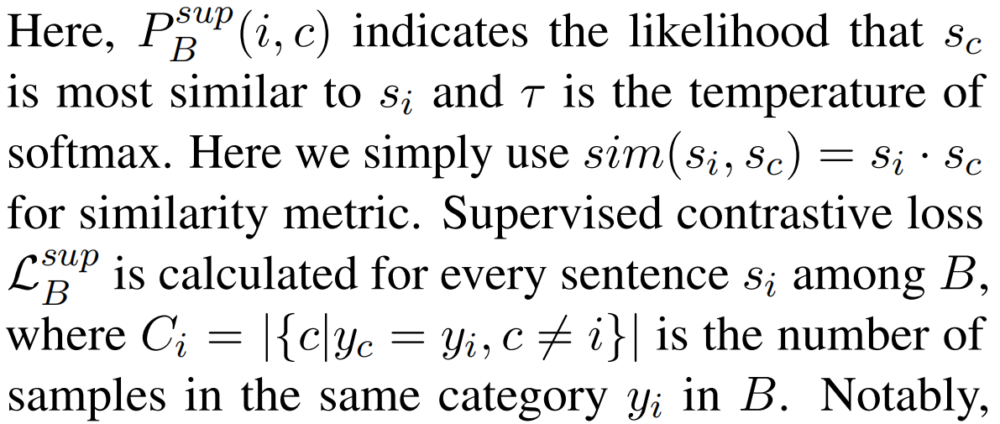 Here, $P_B^{sup}(i, c)$ indicates the likelihood that $s_c$
is most similar to $s_i$ and $\tau$ is the temperature of
softmax. Here we simply use $sim(s_i, s_c) = s_i \cdot s_c$
for similarity metric. Supervised contrastive loss
$\mathcal{L}_B^{sup}$ is calculated for every sentence $s_i$ among $B$,
where $C_i = |\{c|y_c = y_i, c \neq i\}|$ is the number of
samples in the same category $y_i$ in $B$. Notably,